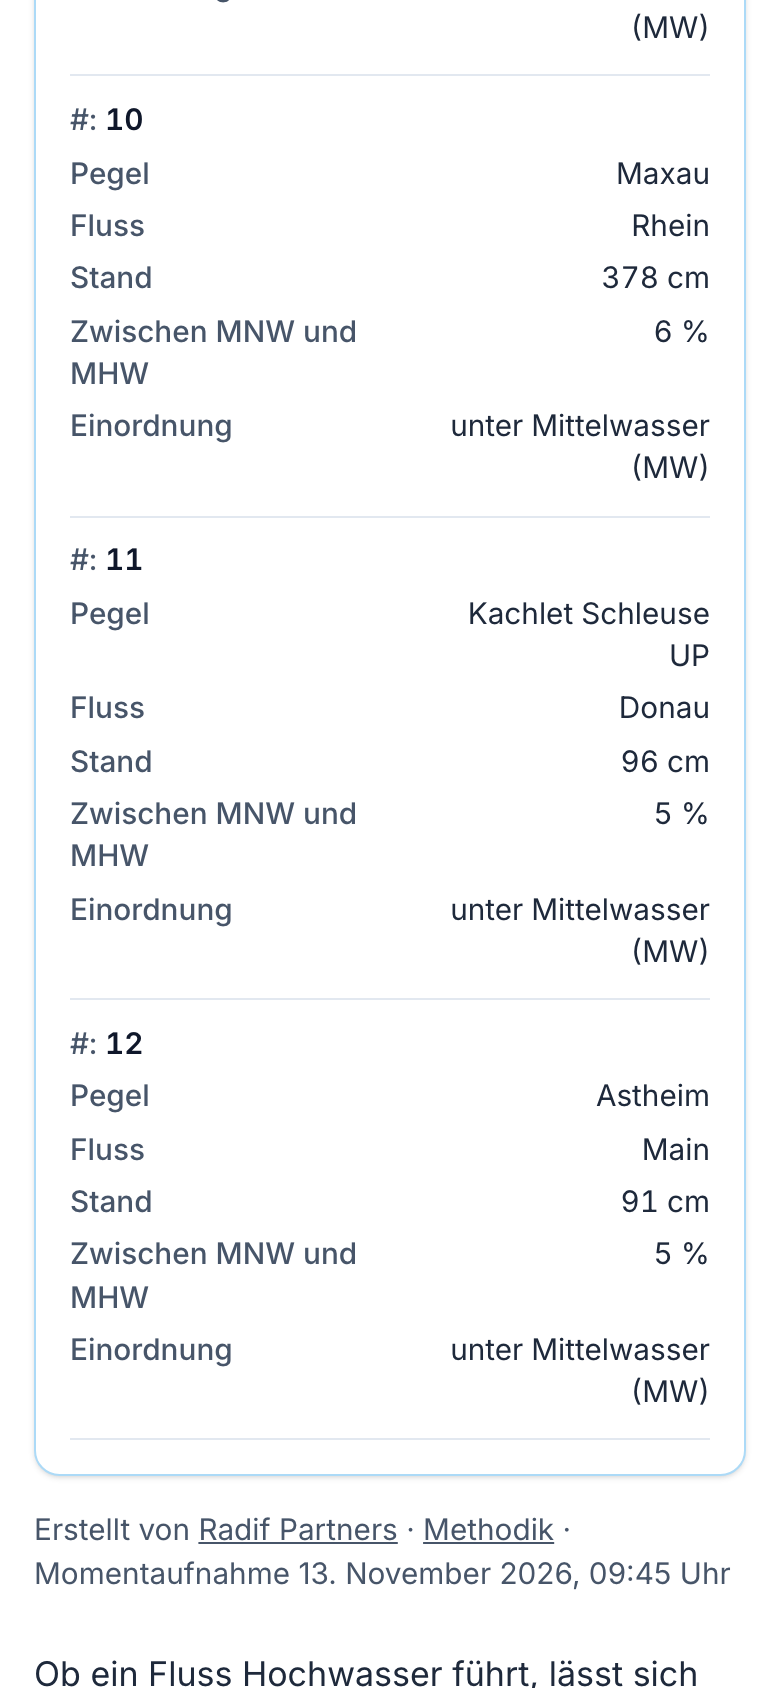 (MW)
#: 10
Pegel Maxau
Fluss Rhein
Stand 378 cm
Zwischen MNW und 6 %
MHW
Einordnung unter Mittelwasser
(MW)
#: 11
Pegel Kachlet Schleuse
UP
Fluss Donau
Stand 96 cm
Zwischen MNW und 5 %
MHW
Einordnung unter Mittelwasser
(MW)
#: 12
Pegel Astheim
Fluss Main
Stand 91 cm
Zwischen MNW und 5 %
MHW
Einordnung unter Mittelwasser
(MW)
Erstellt von Radif Partners · Methodik ·
Momentaufnahme 13. November 2026, 09:45 Uhr
Ob ein Fluss Hochwasser führt, lässt sich